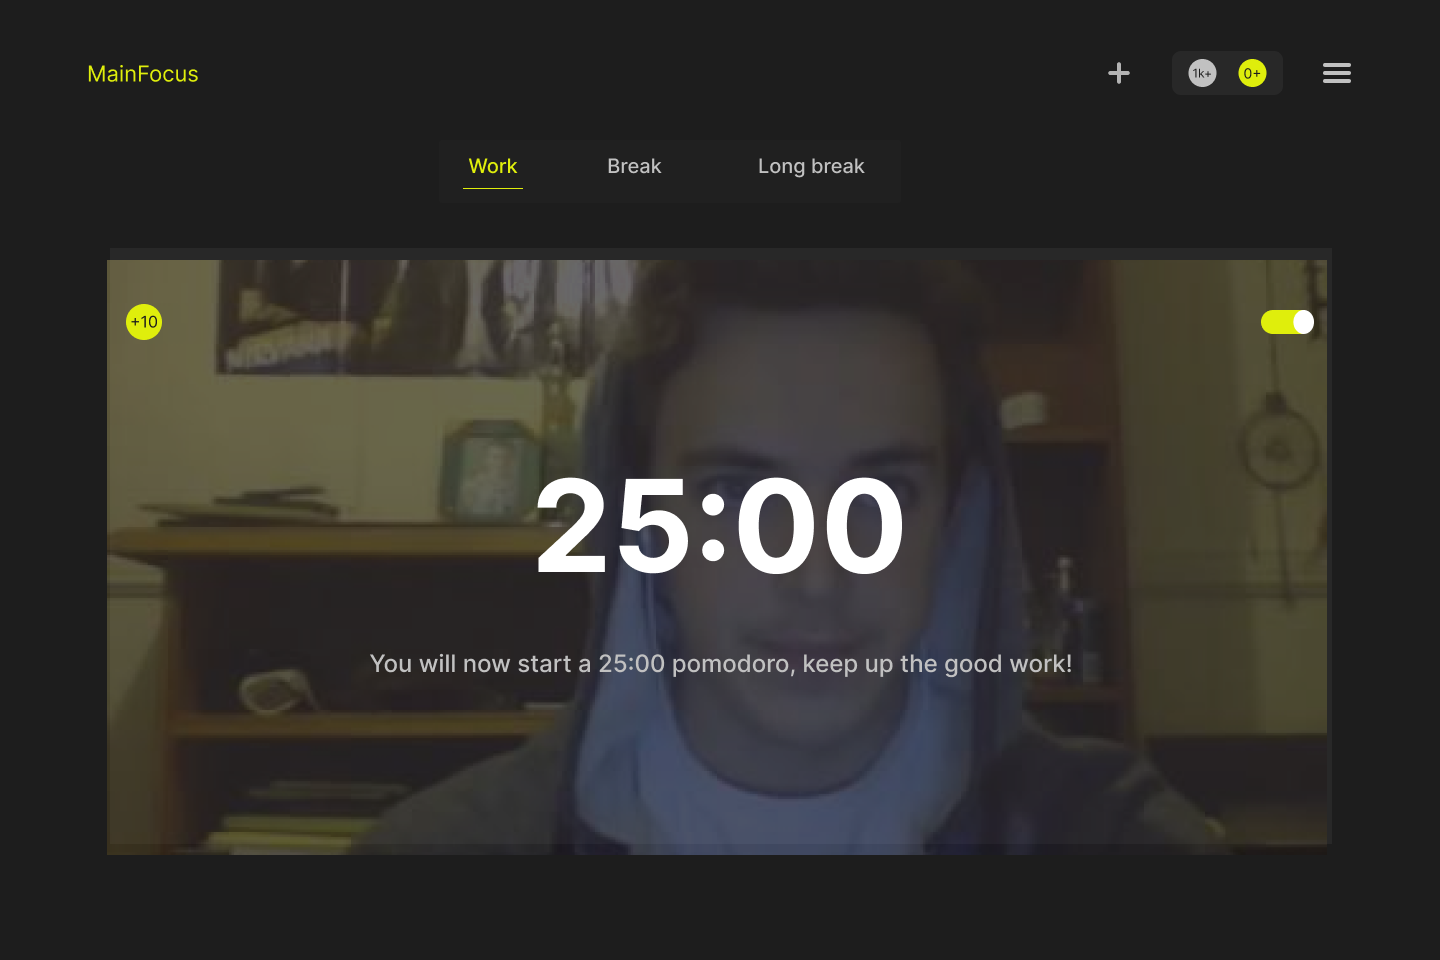 MainFocus
1k+
0+
Work
Break
Long break
+10
NIRVANA
25:00
You will now start a 25:00 pomodoro, keep up the good work!